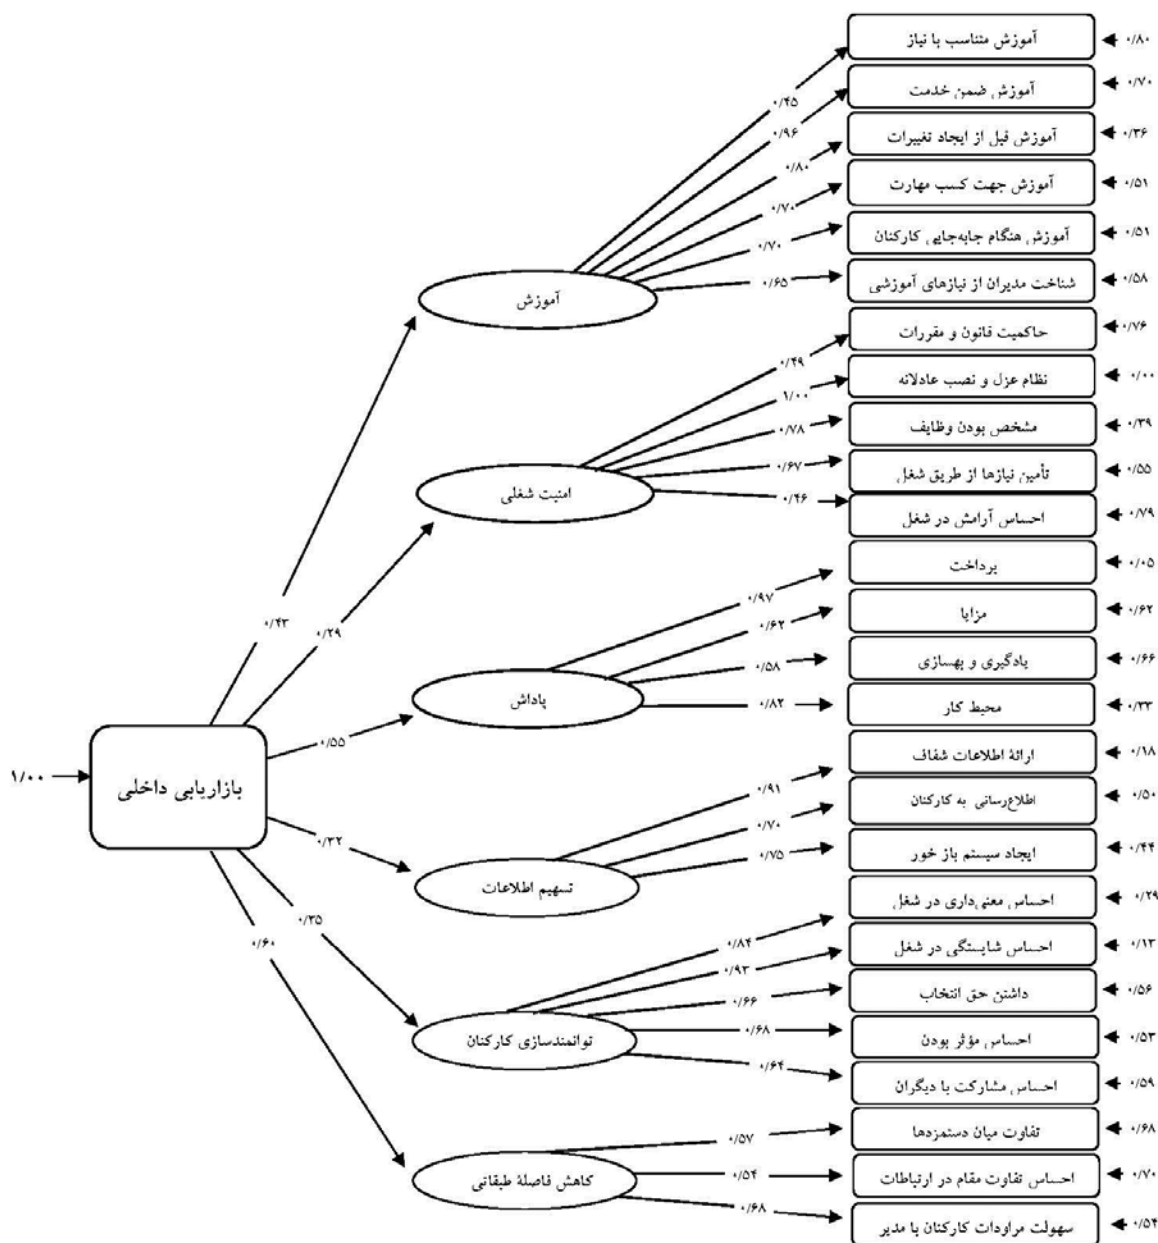 آموزش متناسب با نیاز
۰/۸۰
آموزش ضمن خدمت
۰/۷۰
۰/۴۵
۰/۹۶
آموزش قبل از ایجاد تغییرات
۰/۳۶
۰/۸۰
آموزش جهت کسب مهارت
۰/۵۱
۰/۷۰
آموزش هنگام جابه‌جایی کارکنان
۰/۵۱
۰/۷۰
شناخت مدیران از نیازهای آموزشی
۰/۵۸
۰/۶۵
آموزش
حاکمیت قانون و مقررات
۰/۷۶
۰/۴۹
نظام عزل و نصب عادلانه
۰/۰۰
۱/۰۰
مشخص بودن وظایف
۰/۳۹
۰/۷۸
تأمین نیازها از طریق شغل
۰/۵۵
۰/۶۷
امنیت شغلی
۰/۴۶
احساس آرامش در شغل
۰/۷۹
پرداخت
۰/۰۵
۰/۹۷
مزایا
۰/۶۲
۰/۶۲
۰/۴۳
۰/۲۹
یادگیری و بهسازی
۰/۶۶
۰/۵۸
پاداش
محیط کار
۰/۳۳
۰/۸۲
۰/۵۵
ارائهٔ اطلاعات شفاف
۰/۱۸
۱/۰۰
بازاریابی داخلی
۰/۹۱
اطلاع‌رسانی به کارکنان
۰/۵۰
۰/۷۰
۰/۳۲
ایجاد سیستم باز خور
۰/۴۴
۰/۷۵
تسهیم اطلاعات
احساس معنی‌داری در شغل
۰/۲۹
۰/۳۵
۰/۸۴
احساس شایستگی در شغل
۰/۱۳
۰/۶۰
۰/۹۳
داشتن حق انتخاب
۰/۵۶
۰/۶۶
توانمندسازی کارکنان
احساس مؤثر بودن
۰/۵۳
۰/۶۸
۰/۶۴
احساس مشارکت با دیگران
۰/۵۹
تفاوت میان دستمزدها
۰/۶۸
۰/۵۷
کاهش فاصلهٔ طبقاتی
احساس تفاوت مقام در ارتباطات
۰/۷۰
۰/۵۴
۰/۶۸
سهولت مراودات کارکنان با مدیر
۰/۵۴